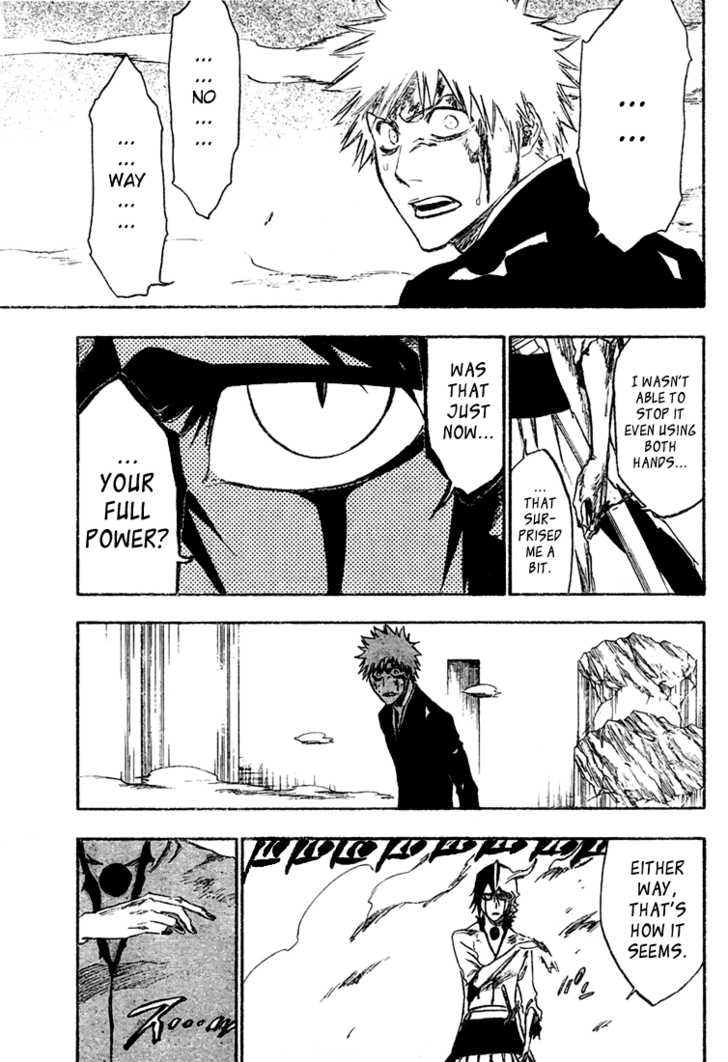 ...
...
...
...
NO
...
...
...
...
WAY
...
...
I WASN'T
ABLE TO
STOP IT
EVEN USING
BOTH
HANDS...
...
THAT
SUR-
PRISED
ME A
BIT.
WAS
THAT
JUST
NOW...
...
YOUR
FULL
POWER?
EITHER
WAY,
THAT'S
HOW IT
SEEMS.